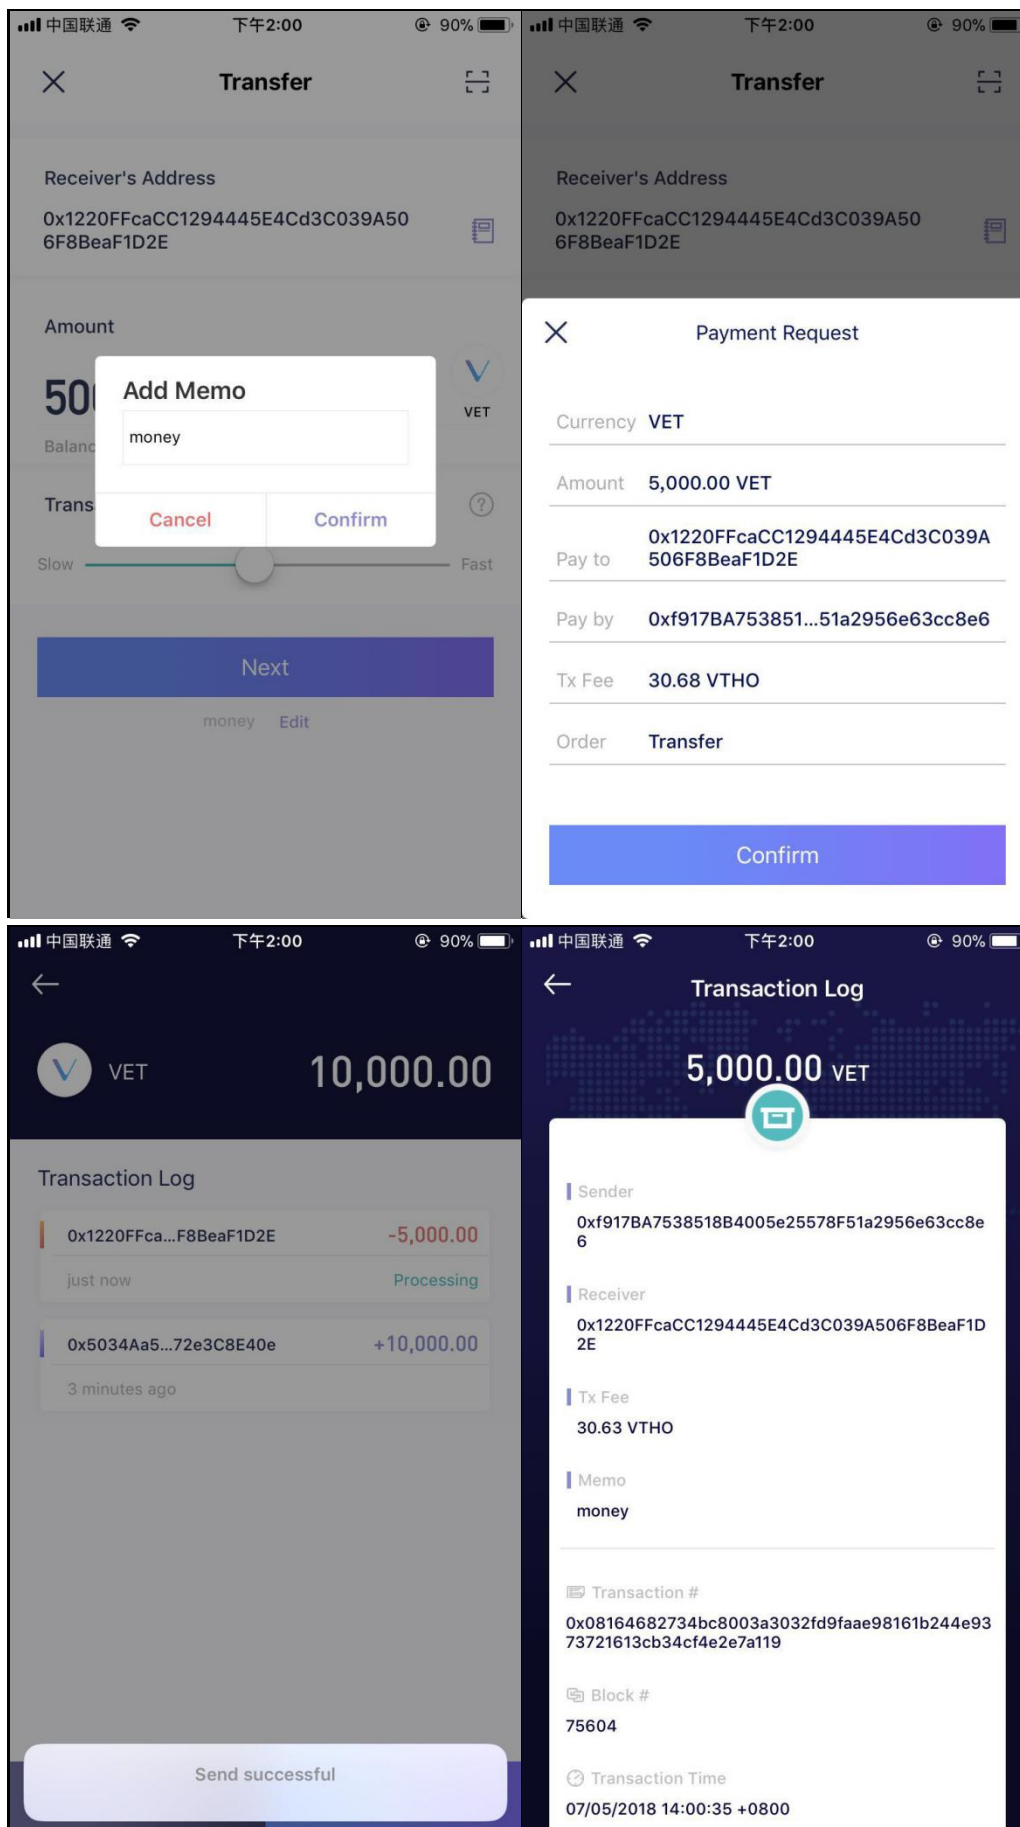 中国联通 下午2:00 90%
Transfer
Receiver's Address
0x1220FFcaCC1294445E4Cd3C039A50
6F8BeaF1D2E
Amount
VET
Add Memo
money
Cancel Confirm
Slow Fast
Next
money Edit
中国联通 下午2:00 90%
Transfer
Receiver's Address
0x1220FFcaCC1294445E4Cd3C039A50
6F8BeaF1D2E
Payment Request
Currency VET
Amount 5,000.00 VET
0x1220FFcaCC1294445E4Cd3C039A
Pay to 506F8BeaF1D2E
Pay by 0xf917BA753851...51a2956e63cc8e6
Tx Fee 30.68 VTHO
Order Transfer
Confirm
中国联通 下午2:00 90%
VET 10,000.00
Transaction Log
0x1220FFca...F8BeaF1D2E -5,000.00
just now Processing
0x5034Aa5...72e3C8E40e +10,000.00
3 minutes ago
Send successful
中国联通 下午2:00 90%
Transaction Log
5,000.00 VET
Sender
0xf917BA7538518B4005e25578F51a2956e63cc8e
6
Receiver
0x1220FFcaCC1294445E4Cd3C039A506F8BeaF1D
2E
Tx Fee
30.63 VTHO
Memo
money
Transaction #
0x08164682734bc8003a3032fd9faae98161b244e93
73721613cb34cf4e2e7a119
Block #
75604
Transaction Time
07/05/2018 14:00:35 +0800